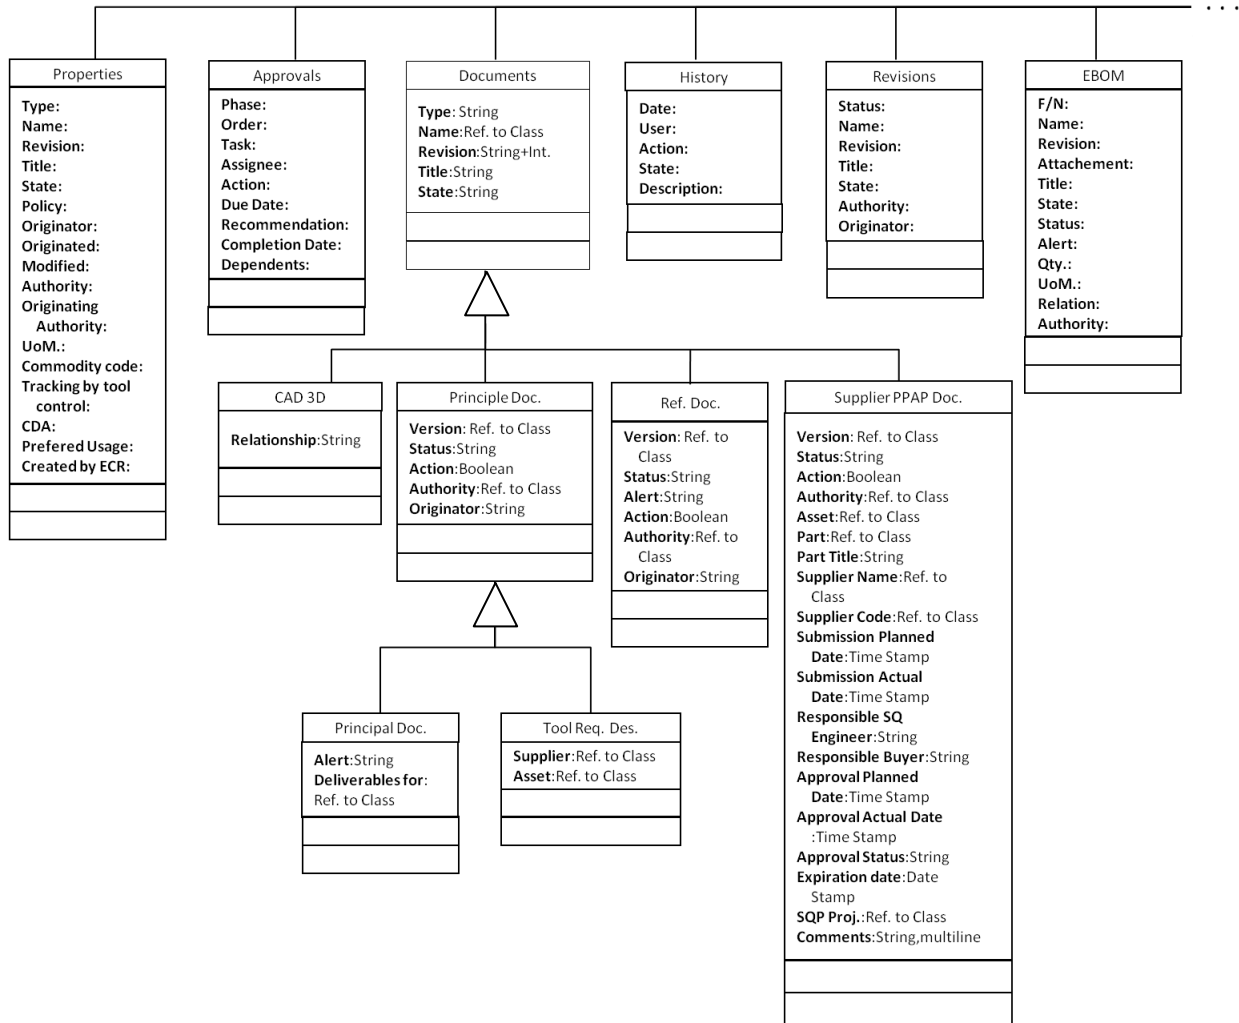 . . .
Properties
Type:
Name:
Revision:
Title:
State:
Policy:
Originator:
Originated:
Modified:
Authority:
Originating
Authority:
UoM.:
Commodity code:
Tracking by tool
control:
CDA:
Prefered Usage:
Created by ECR:
Approvals
Phase:
Order:
Task:
Assignee:
Action:
Due Date:
Recommendation:
Completion Date:
Dependents:
Documents
Type: String
Name:Ref. to Class
Revision:String+Int.
Title:String
State:String
History
Date:
User:
Action:
State:
Description:
Revisions
Status:
Name:
Revision:
Title:
State:
Authority:
Originator:
EBOM
F/N:
Name:
Revision:
Attachement:
Title:
State:
Status:
Alert:
Qty.:
UoM.:
Relation:
Authority:
CAD 3D
Relationship:String
Principle Doc.
Version: Ref. to Class
Status:String
Action:Boolean
Authority:Ref. to Class
Originator:String
Ref. Doc.
Version: Ref. to
Class
Status:String
Alert:String
Action:Boolean
Authority:Ref. to
Class
Originator:String
Supplier PPAP Doc.
Version: Ref. to Class
Status:String
Action:Boolean
Authority:Ref. to Class
Asset:Ref. to Class
Part:Ref. to Class
Part Title:String
Supplier Name:Ref. to
Class
Supplier Code:Ref. to Class
Submission Planned
Date:Time Stamp
Submission Actual
Date:Time Stamp
Responsible SQ
Engineer:String
Responsible Buyer:String
Approval Planned
Date:Time Stamp
Approval Actual Date
:Time Stamp
Approval Status:String
Expiration date:Date
Stamp
SQP Proj.:Ref. to Class
Comments:String,multiline
Principal Doc.
Alert:String
Deliverables for:
Ref. to Class
Tool Req. Des.
Supplier:Ref. to Class
Asset:Ref. to Class